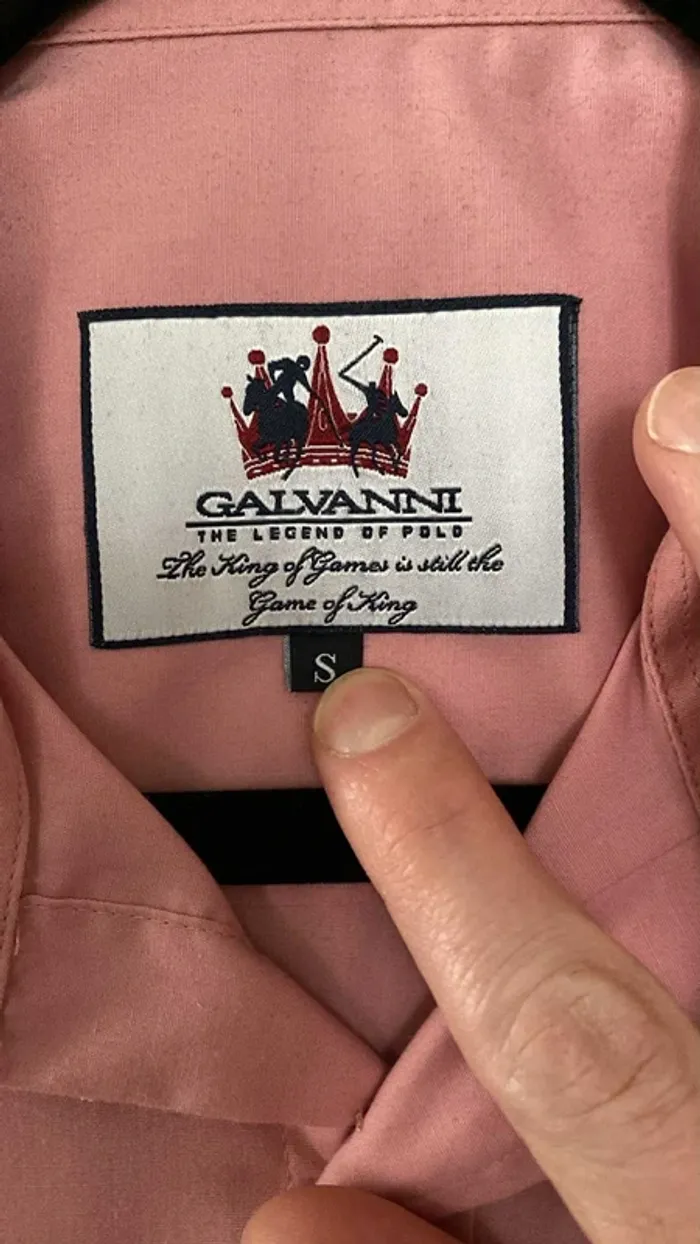 GALVANNI
THE LEGEND OF POLO
The King of Games is still the
Game of King
S